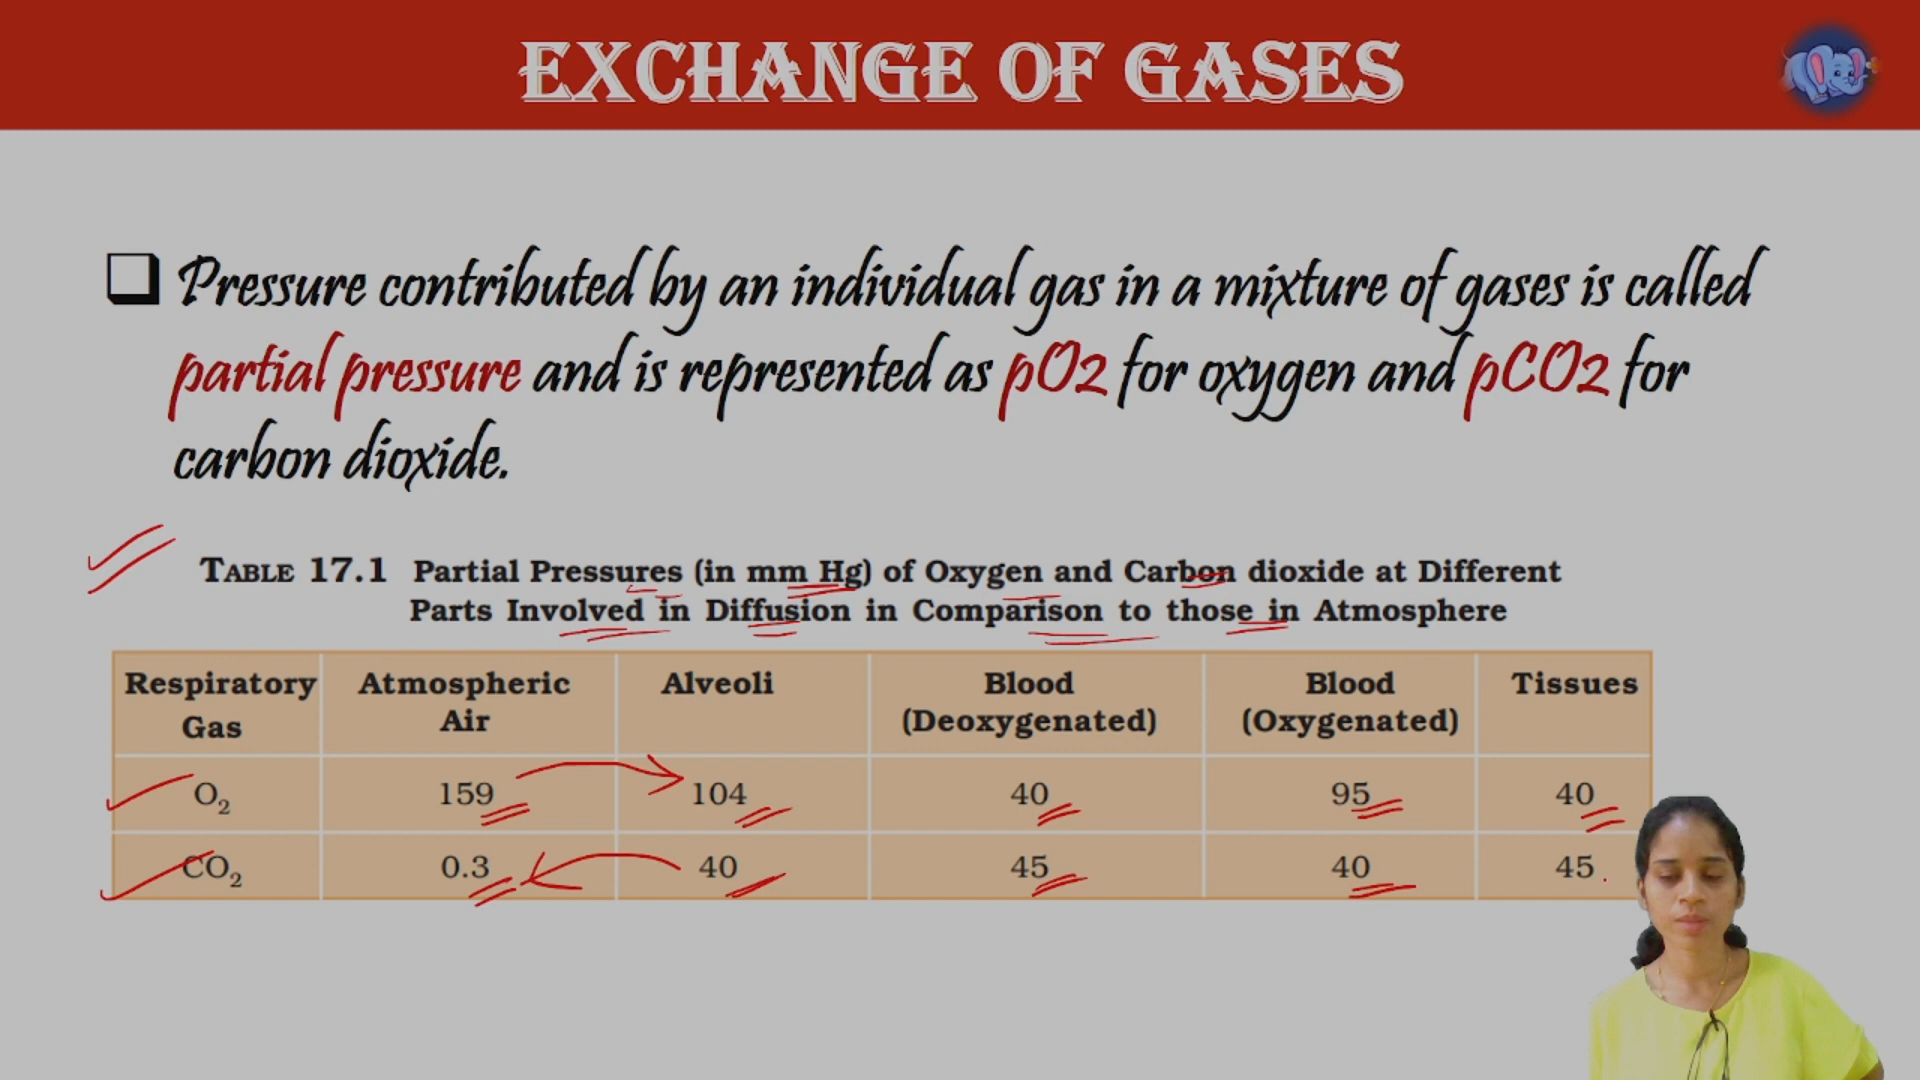 EXCHANGE OF GASES
Pressure contributed by an individual gas in a mixture of gases is called
partial pressure and is represented as pO2 for oxygen and pCO2 for
carbon dioxide.
TABLE 17.1 Partial Pressures (in mm Hg) of Oxygen and Carbon dioxide at Different
Parts Involved in Diffusion in Comparison to those in Atmosphere
Respiratory Gas Atmospheric Air Alveoli Blood (Deoxygenated) Blood (Oxygenated) Tissues
O₂ 159 104 40 95 40
CO₂ 0.3 40 45 40 45